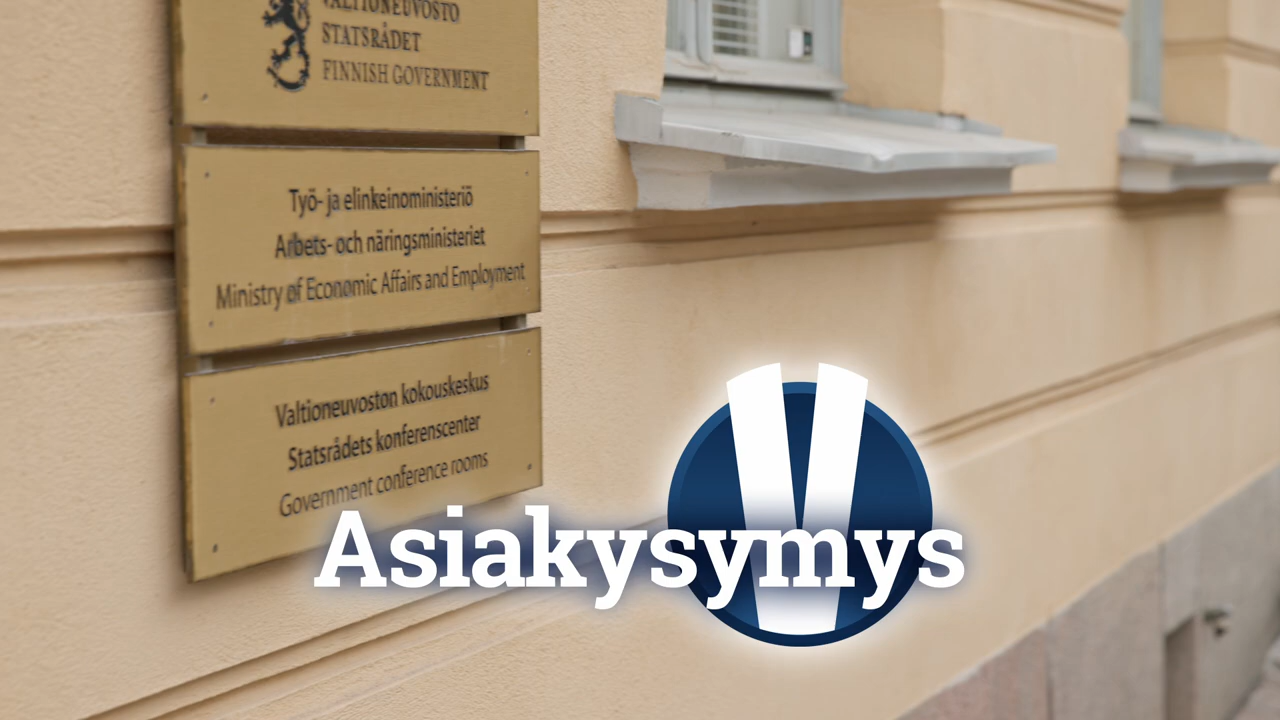 VALTIONEUVOSTO
STATSRÅDET
FINNISH GOVERNMENT
Työ- ja elinkeinoministeriö
Arbets- och näringsministeriet
Ministry of Economic Affairs and Employment
Valtioneuvoston kokouskeskus
Statsrådets konferenscenter
Government conference rooms
Asiakysymys